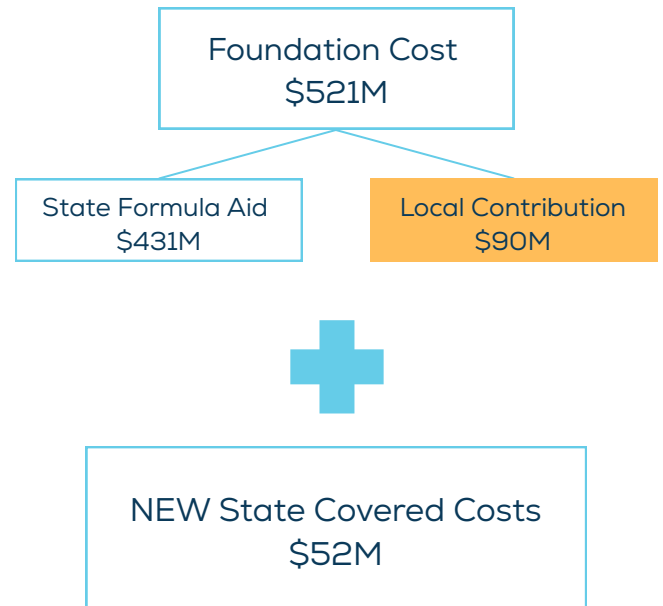 Foundation Cost
$521M
State Formula Aid
$431M
Local Contribution
$90M
NEW State Covered Costs
$52M